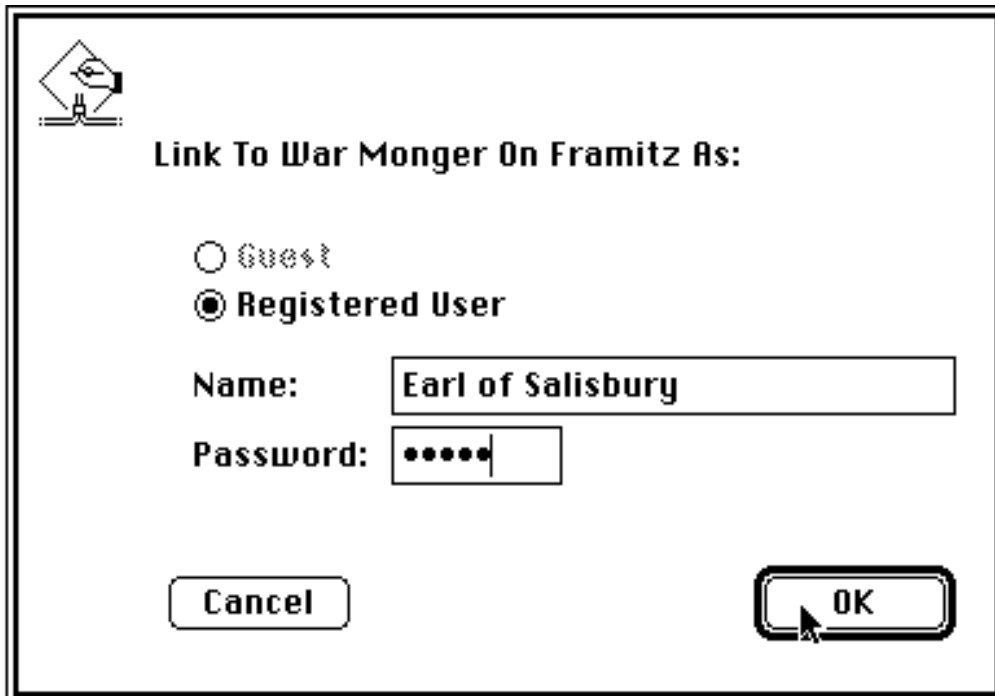 Link To War Monger On Framitz As:
Guest
Registered User
Name: Earl of Salisbury
Password: •••••
Cancel OK